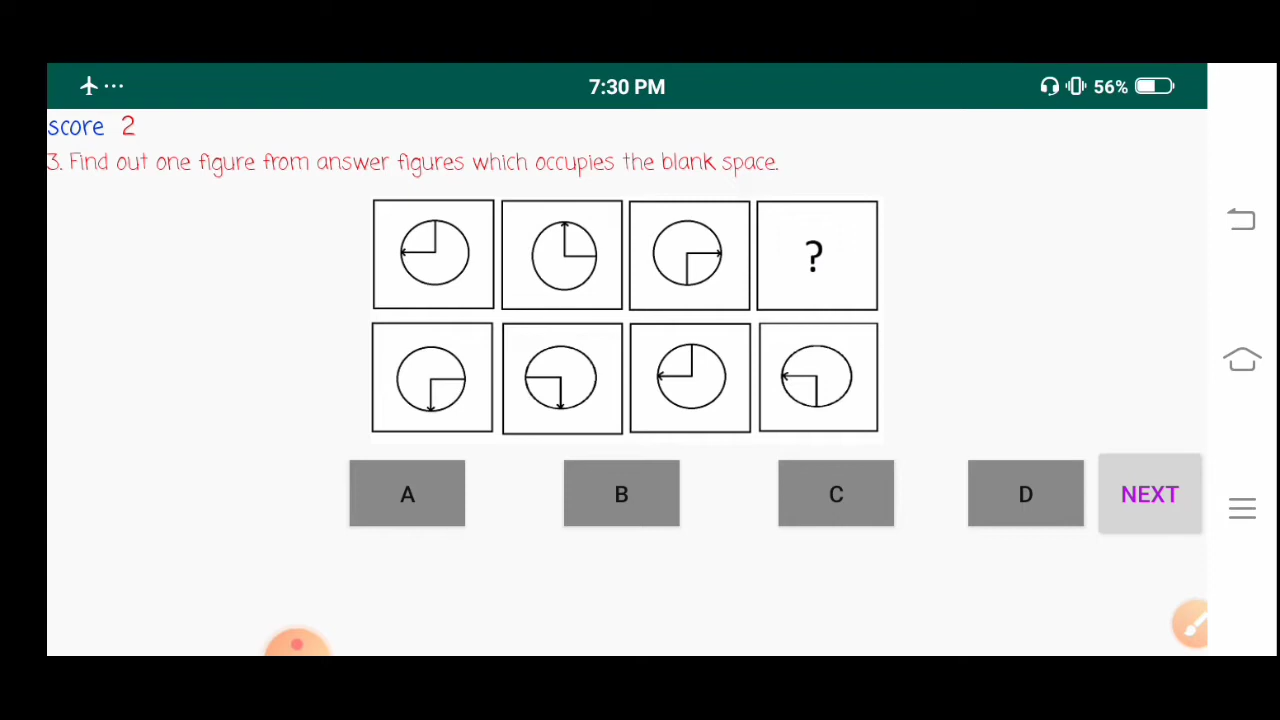 7:30 PM 56%
score 2
3. Find out one figure from answer figures which occupies the blank space.
?
A B C D NEXT